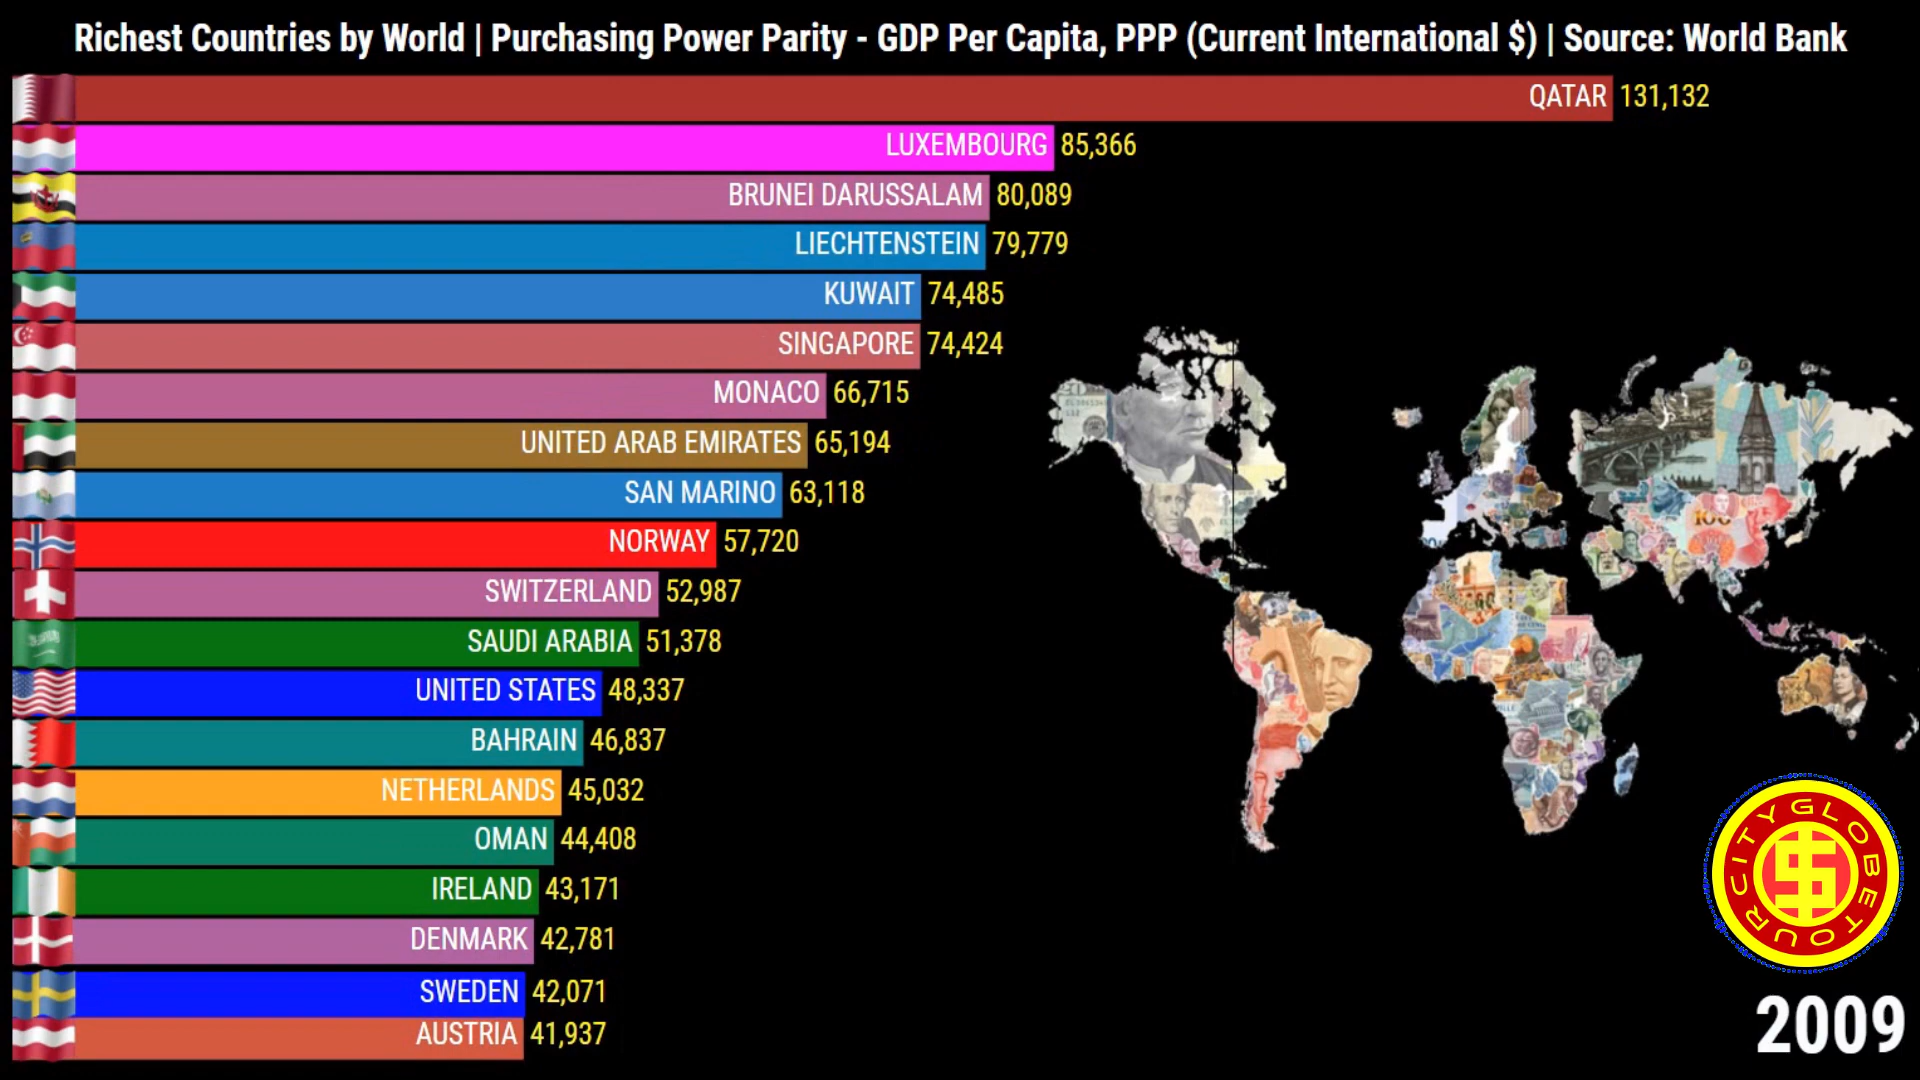 Richest Countries by World | Purchasing Power Parity - GDP Per Capita, PPP (Current International $) | Source: World Bank
QATAR 131,132
LUXEMBOURG 85,366
BRUNEI DARUSSALAM 80,089
LIECHTENSTEIN 79,779
KUWAIT 74,485
SINGAPORE 74,424
MONACO 66,715
UNITED ARAB EMIRATES 65,194
SAN MARINO 63,118
NORWAY 57,720
SWITZERLAND 52,987
SAUDI ARABIA 51,378
UNITED STATES 48,337
BAHRAIN 46,837
NETHERLANDS 45,032
OMAN 44,408
IRELAND 43,171
DENMARK 42,781
SWEDEN 42,071
AUSTRIA 41,937
100
CITYGLOBETOUR
2009